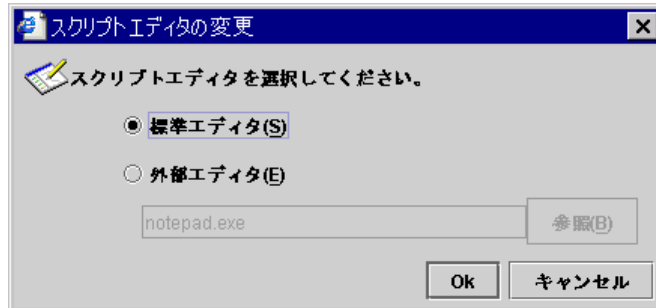 スクリプトエディタの変更
スクリプトエディタを選択してください。
標準エディタ(S)
外部エディタ(E)
notepad.exe
参照(B)
Ok
キャンセル